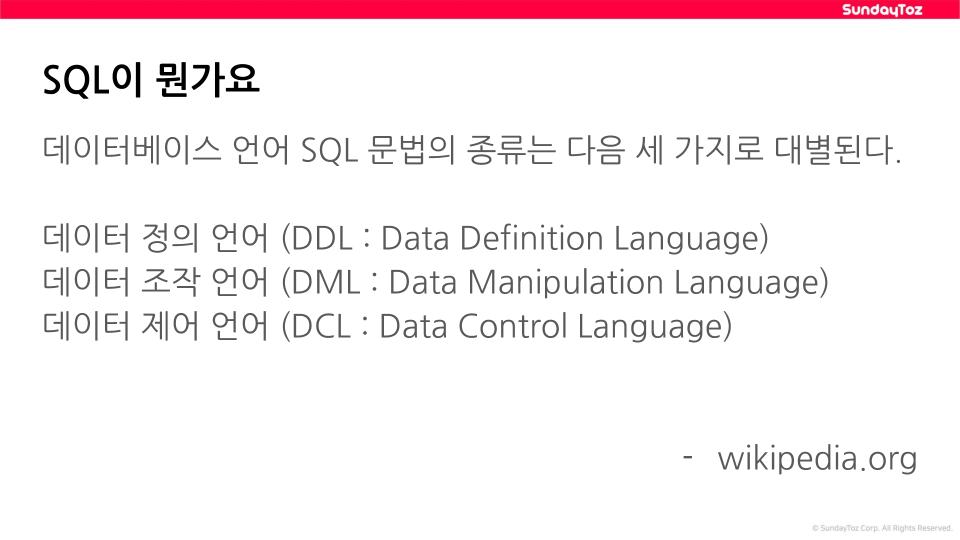 SundayToz
SQL이 뭔가요
데이터베이스 언어 SQL 문법의 종류는 다음 세 가지로 대별된다.
데이터 정의 언어 (DDL : Data Definition Language)
데이터 조작 언어 (DML : Data Manipulation Language)
데이터 제어 언어 (DCL : Data Control Language)
- wikipedia.org
© SundayToz Corp. All Rights Reserved.